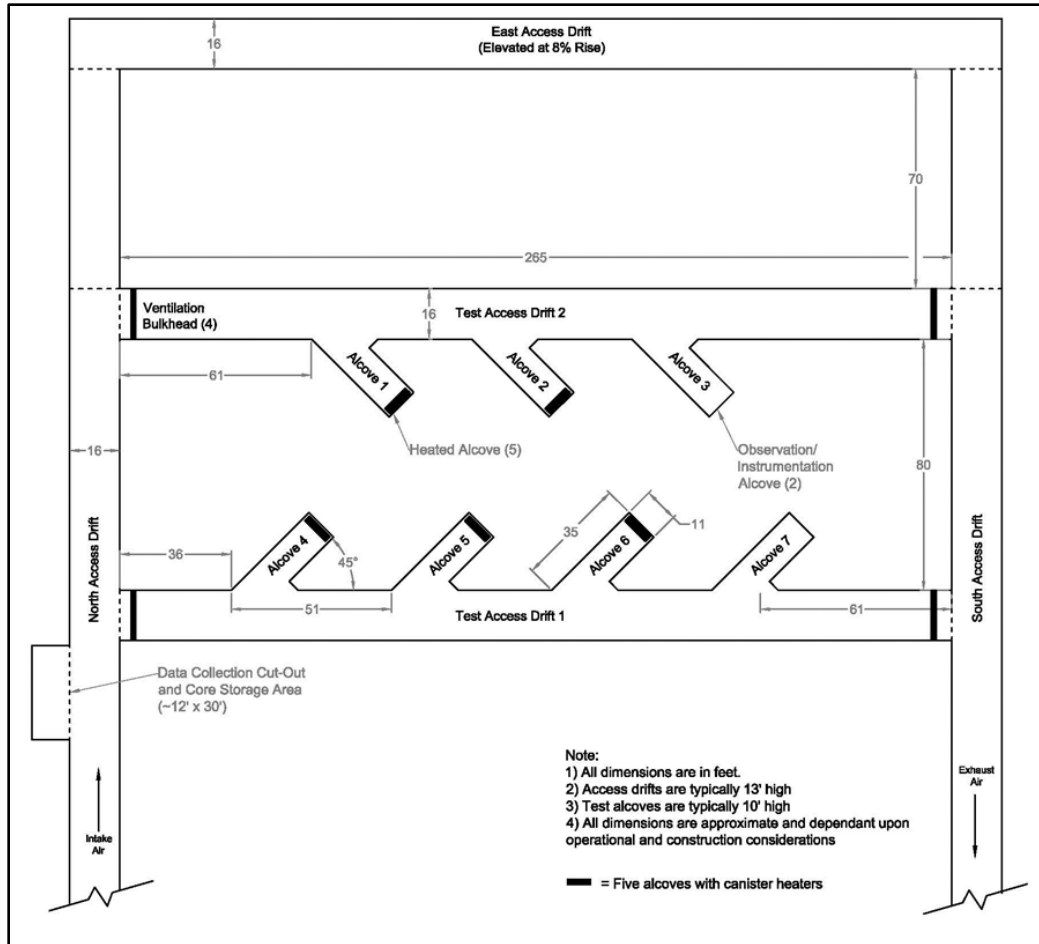 East Access Drift
(Elevated at 8% Rise)
16
70
265
Ventilation
Bulkhead (4)
16
Test Access Drift 2
61
Alcove 1
Alcove 2
Alcove 3
Heated Alcove (5)
Observation/
Instrumentation
Alcove (2)
16
80
North Access Drift
South Access Drift
36
Alcove 4
45°
Alcove 5
35
Alcove 6
11
Alcove 7
51
61
Test Access Drift 1
Data Collection Cut-Out
and Core Storage Area
(~12' x 30')
Note:
1) All dimensions are in feet.
2) Access drifts are typically 13' high
3) Test alcoves are typically 10' high
4) All dimensions are approximate and dependant upon
operational and construction considerations
= Five alcoves with canister heaters
Intake
Air
Exhaust
Air